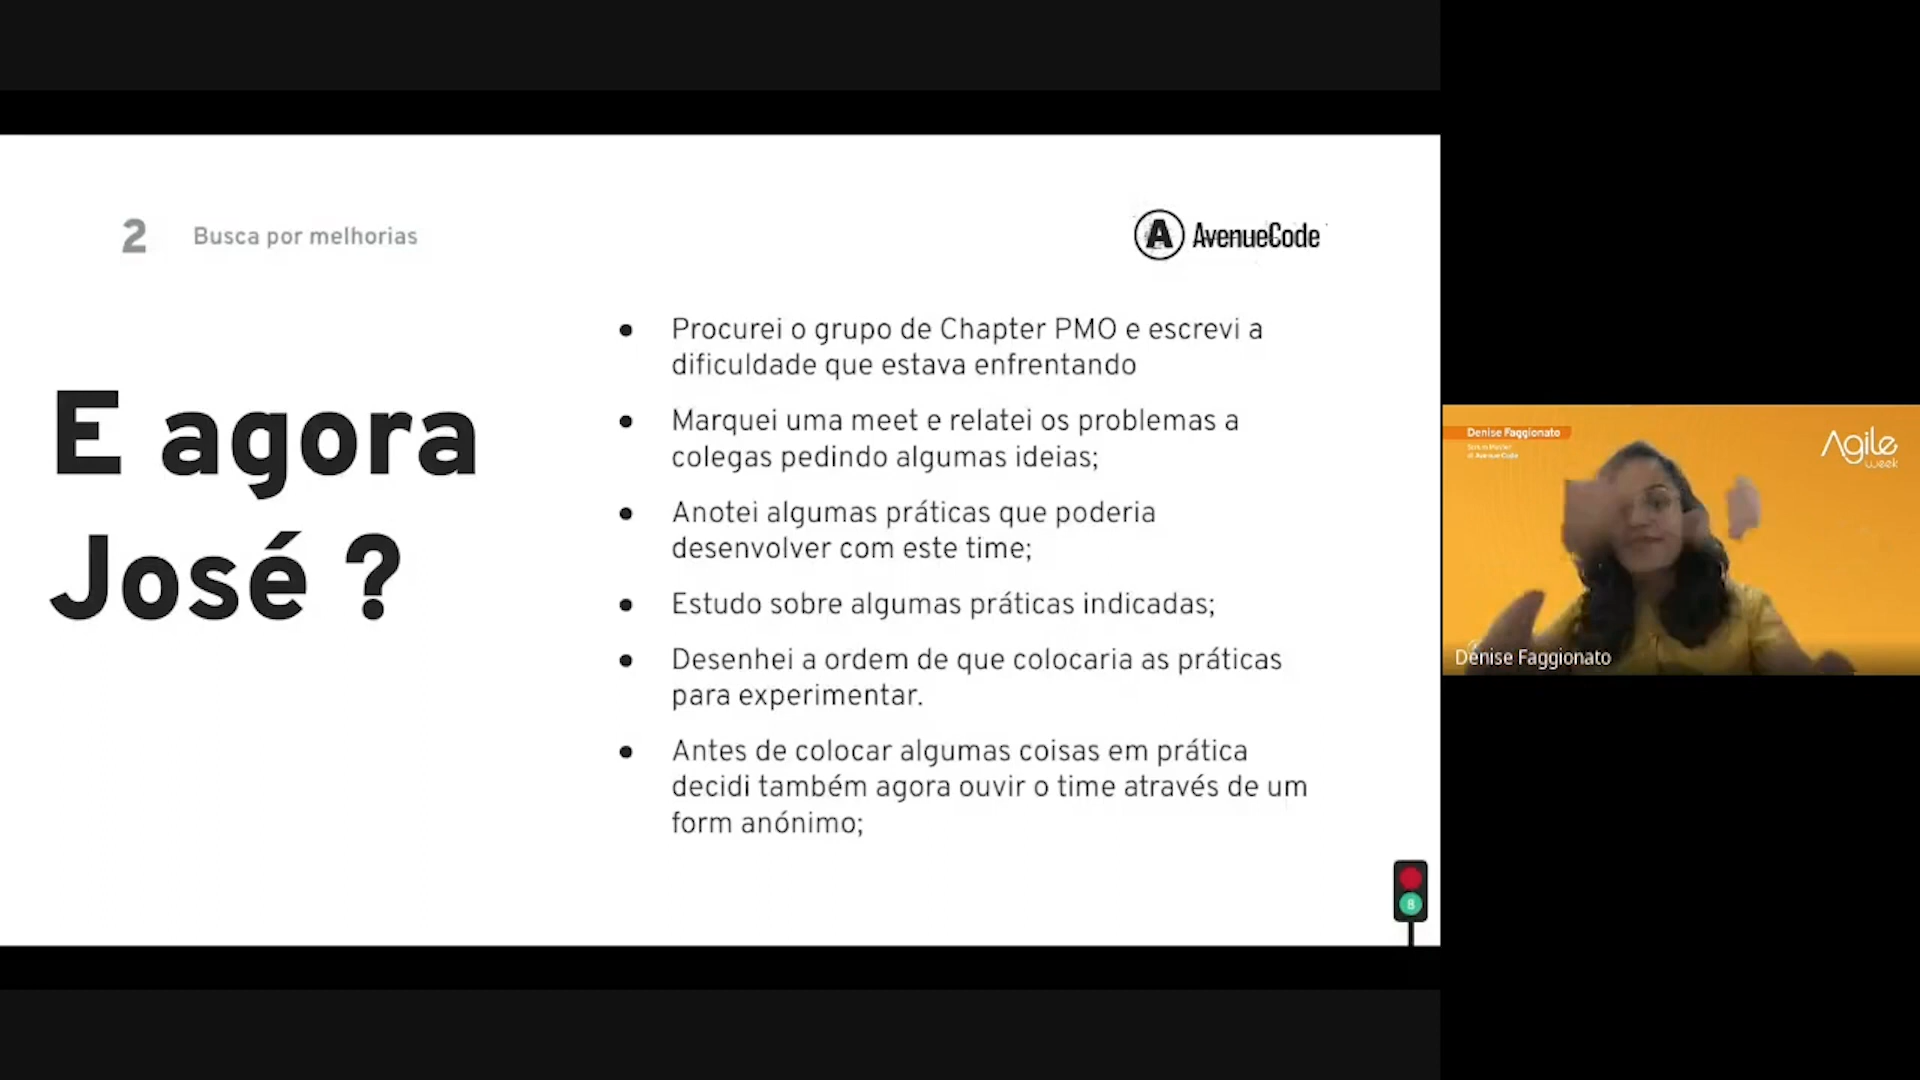 2 Busca por melhorias
AvenueCode
E agora
José ?
● Procurei o grupo de Chapter PMO e escrevi a
dificuldade que estava enfrentando
● Marquei uma meet e relatei os problemas a
colegas pedindo algumas ideias;
● Anotei algumas práticas que poderia
desenvolver com este time;
● Estudo sobre algumas práticas indicadas;
● Desenhei a ordem de que colocaria as práticas
para experimentar.
● Antes de colocar algumas coisas em prática
decidi também agora ouvir o time através de um
form anónimo;
8
Denise Faggionato
Scrum Master
at AvenueCode
Agile
week
Denise Faggionato